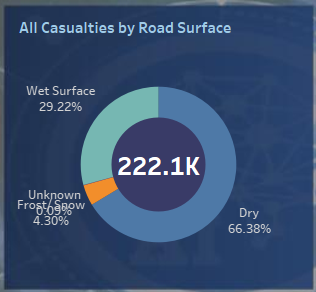 All Casualties by Road Surface
Wet Surface
29.22%
222.1K
Unknown
0.09%
Frost/Snow
4.30%
Dry
66.38%